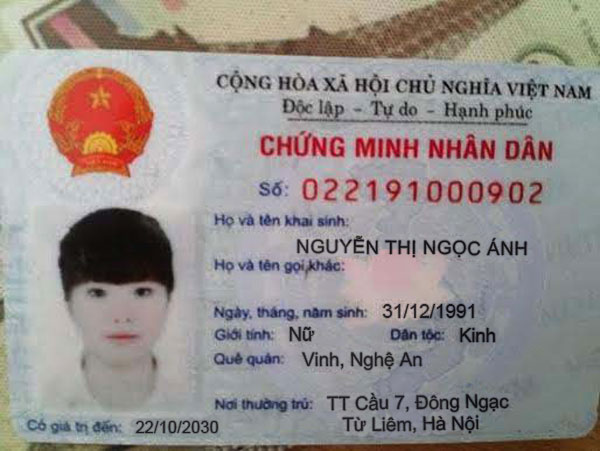 CỘNG HÒA XÃ HỘI CHỦ NGHĨA VIỆT NAM
Độc lập - Tự do - Hạnh phúc
CHỨNG MINH NHÂN DÂN
Số: 022191000902
Họ và tên khai sinh:
NGUYỄN THỊ NGỌC ÁNH
Họ và tên gọi khác:
Ngày, tháng, năm sinh: 31/12/1991
Giới tính: Nữ Dân tộc: Kinh
Quê quán: Vinh, Nghệ An
Nơi thường trú: TT Cầu 7, Đông Ngạc
Từ Liêm, Hà Nội
Có giá trị đến: 22/10/2030